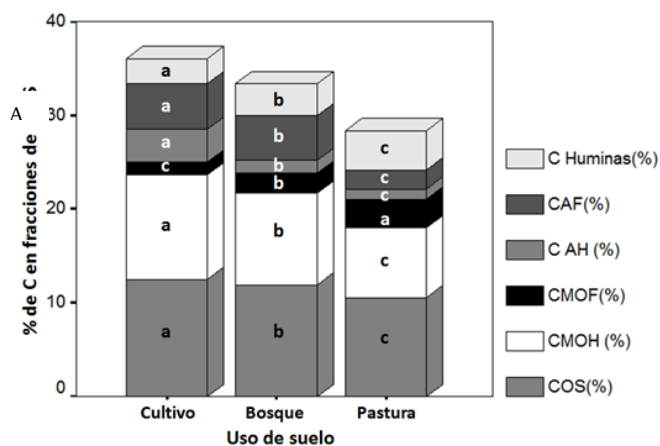 40
30
20
10
0
A
% de C en fracciones de
a
a
a
c
a
a
b
b
b
b
b
b
c
c
c
a
c
c
Cultivo Bosque Pastura
Uso de suelo
C Huminas(%)
CAF(%)
C AH (%)
CMOF(%)
CMOH (%)
COS(%)